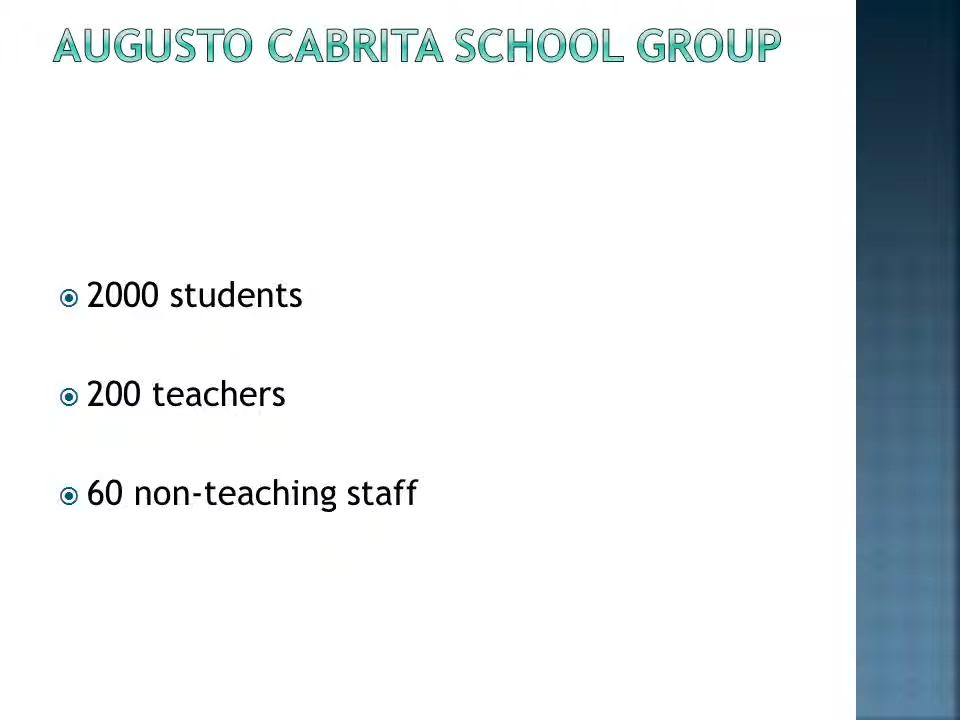 AUGUSTO CABRITA SCHOOL GROUP
2000 students
200 teachers
60 non-teaching staff